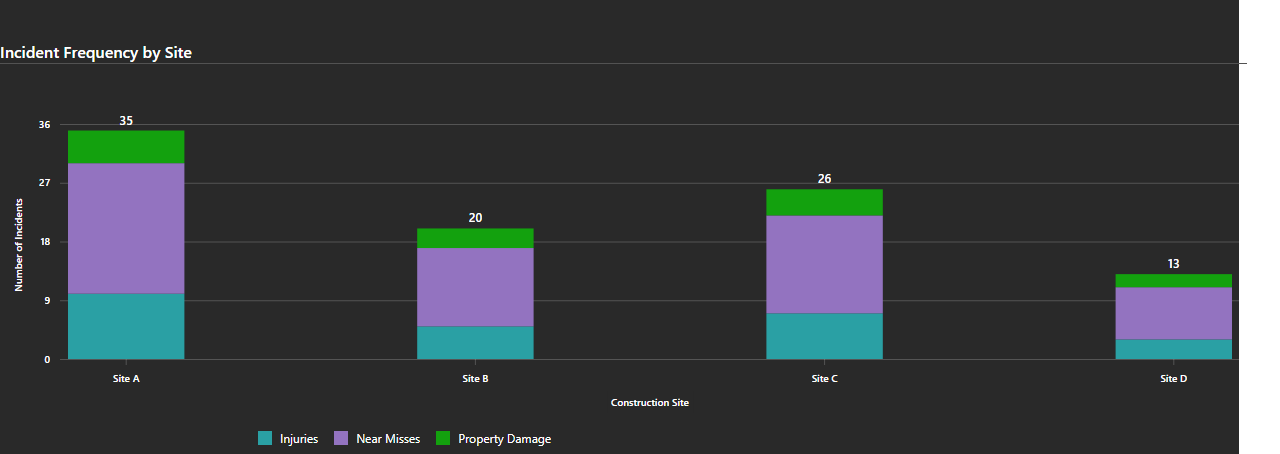 Incident Frequency by Site
36
27
18
9
0
Number of Incidents
35
20
26
13
Site A
Site B
Site C
Site D
Construction Site
Injuries Near Misses Property Damage